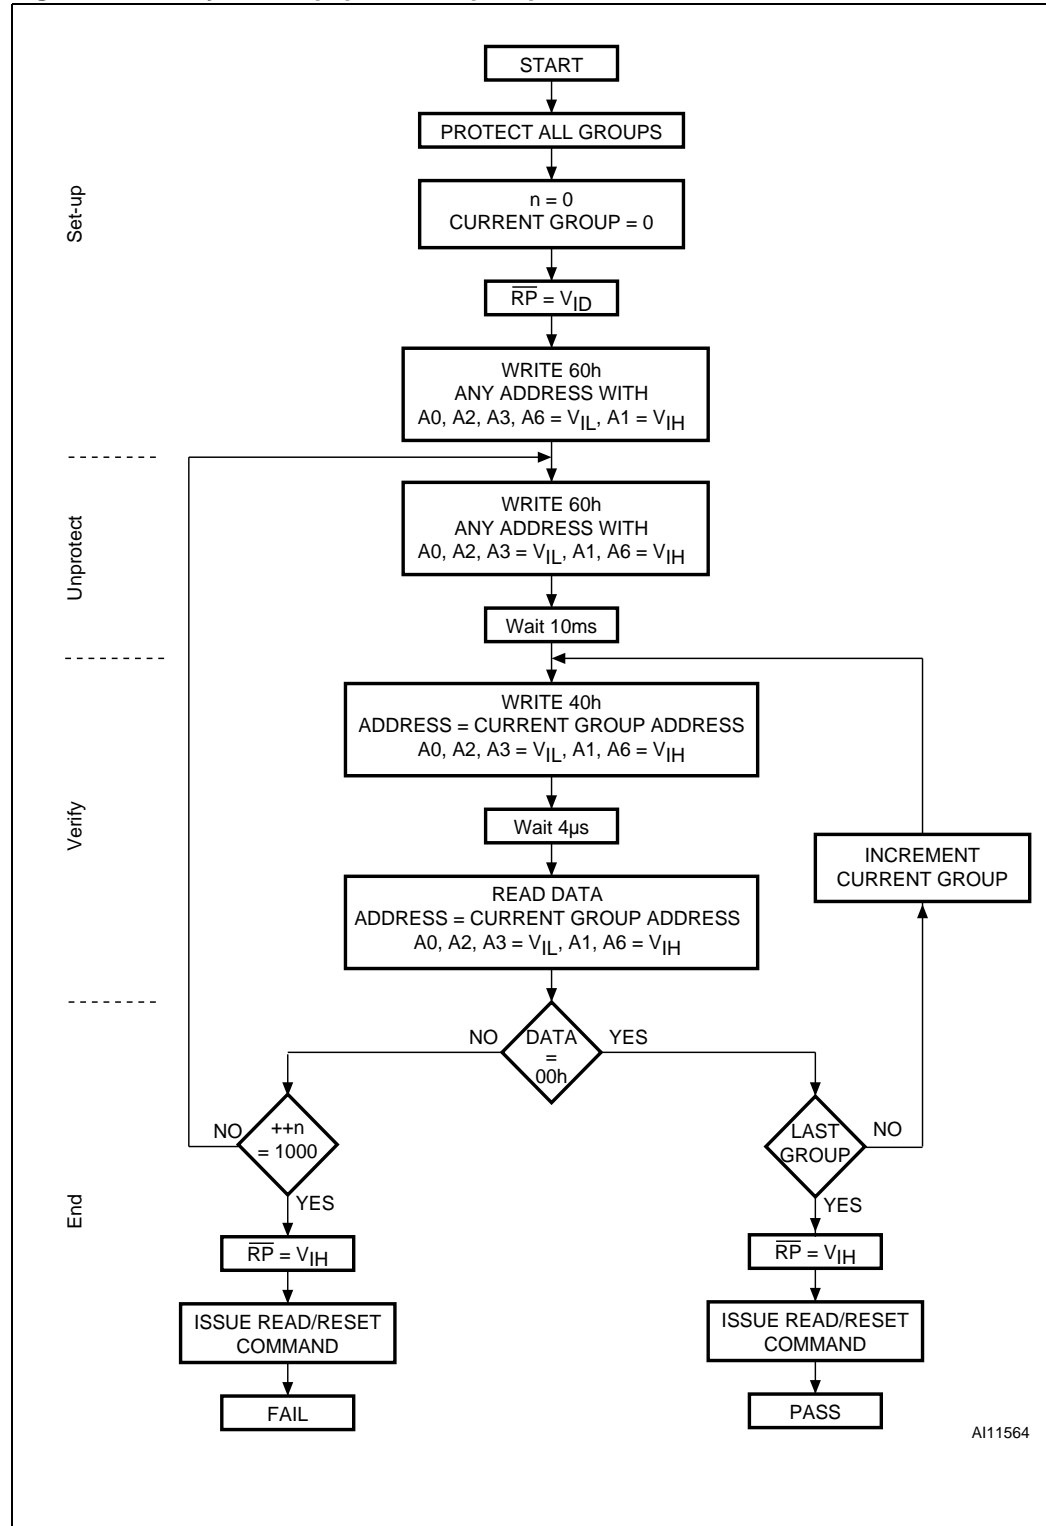 START
PROTECT ALL GROUPS
n = 0
CURRENT GROUP = 0
R̅P̅ = VID
WRITE 60h
ANY ADDRESS WITH
A0, A2, A3, A6 = VIL, A1 = VIH
Set-up
WRITE 60h
ANY ADDRESS WITH
A0, A2, A3 = VIL, A1, A6 = VIH
Wait 10ms
Unprotect
WRITE 40h
ADDRESS = CURRENT GROUP ADDRESS
A0, A2, A3 = VIL, A1, A6 = VIH
Wait 4µs
READ DATA
ADDRESS = CURRENT GROUP ADDRESS
A0, A2, A3 = VIL, A1, A6 = VIH
Verify
INCREMENT
CURRENT GROUP
NO
DATA
=
00h
YES
NO
++n
= 1000
YES
LAST
GROUP
NO
YES
End
R̅P̅ = VIH
ISSUE READ/RESET
COMMAND
FAIL
R̅P̅ = VIH
ISSUE READ/RESET
COMMAND
PASS
AI11564